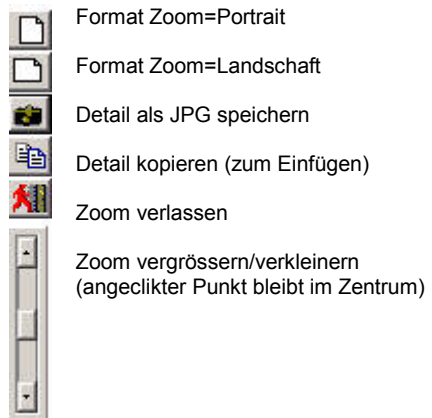 Format Zoom=Portrait
Format Zoom=Landschaft
Detail als JPG speichern
Detail kopieren (zum Einfügen)
Zoom verlassen
Zoom vergrössern/verkleinern
(angeclikter Punkt bleibt im Zentrum)